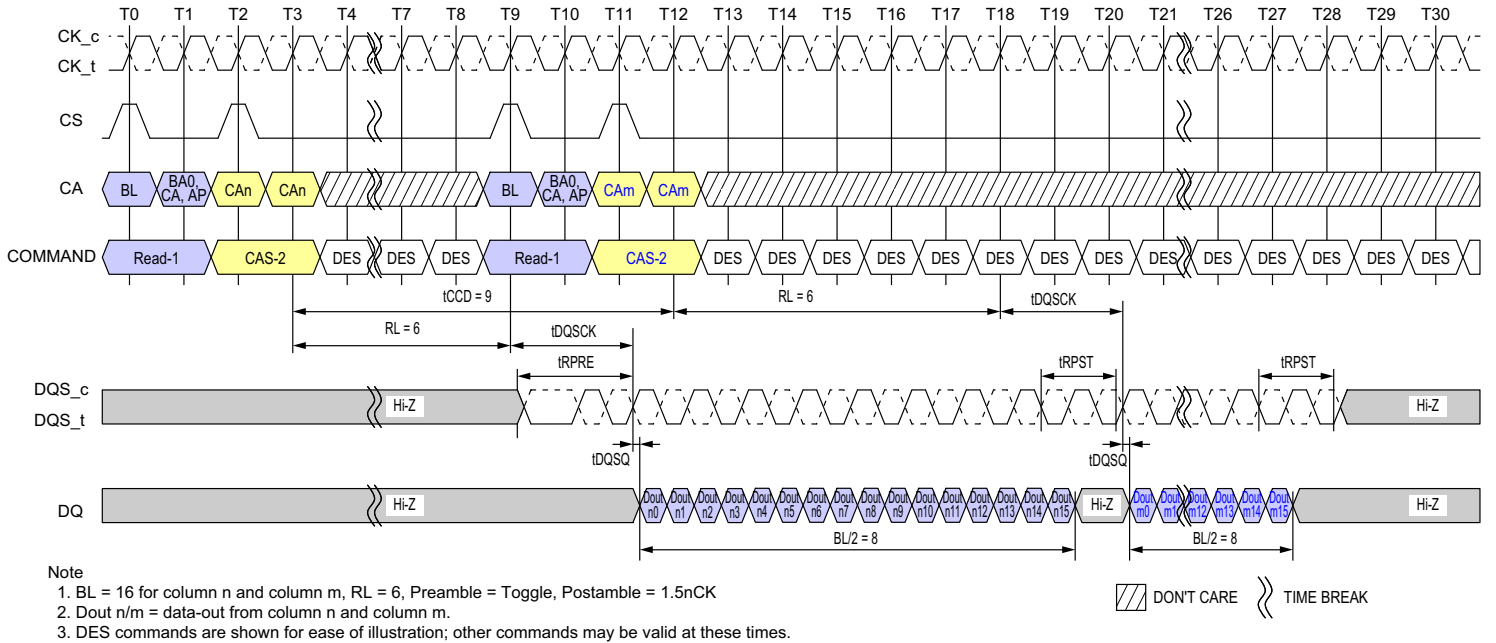 T0 T1 T2 T3 T4 T7 T8 T9 T10 T11 T12 T13 T14 T15 T16 T17 T18 T19 T20 T21 T26 T27 T28 T29 T30
CK_c
CK_t
CS
CA BL BA0, CA, AP CAn CAn BL BA0, CA, AP CAm CAm
COMMAND Read-1 CAS-2 DES DES DES Read-1 CAS-2 DES DES DES DES DES DES DES DES DES DES DES DES DES DES
tCCD = 9 RL = 6 tDQSCK
RL = 6 tDQSCK
tRPRE tRPST tRPST
DQS_c
DQS_t
Hi-Z Hi-Z
tDQSQ tDQSQ
DQ Hi-Z Dout n0 Dout n1 Dout n2 Dout n3 Dout n4 Dout n5 Dout n6 Dout n7 Dout n8 Dout n9 Dout n10 Dout n11 Dout n12 Dout n13 Dout n14 Dout n15 Hi-Z Dout m0 Dout m1 Dout m12 Dout m13 Dout m14 Dout m15 Hi-Z
BL/2 = 8 BL/2 = 8
Note
1. BL = 16 for column n and column m, RL = 6, Preamble = Toggle, Postamble = 1.5nCK
2. Dout n/m = data-out from column n and column m.
3. DES commands are shown for ease of illustration; other commands may be valid at these times.
DON'T CARE TIME BREAK